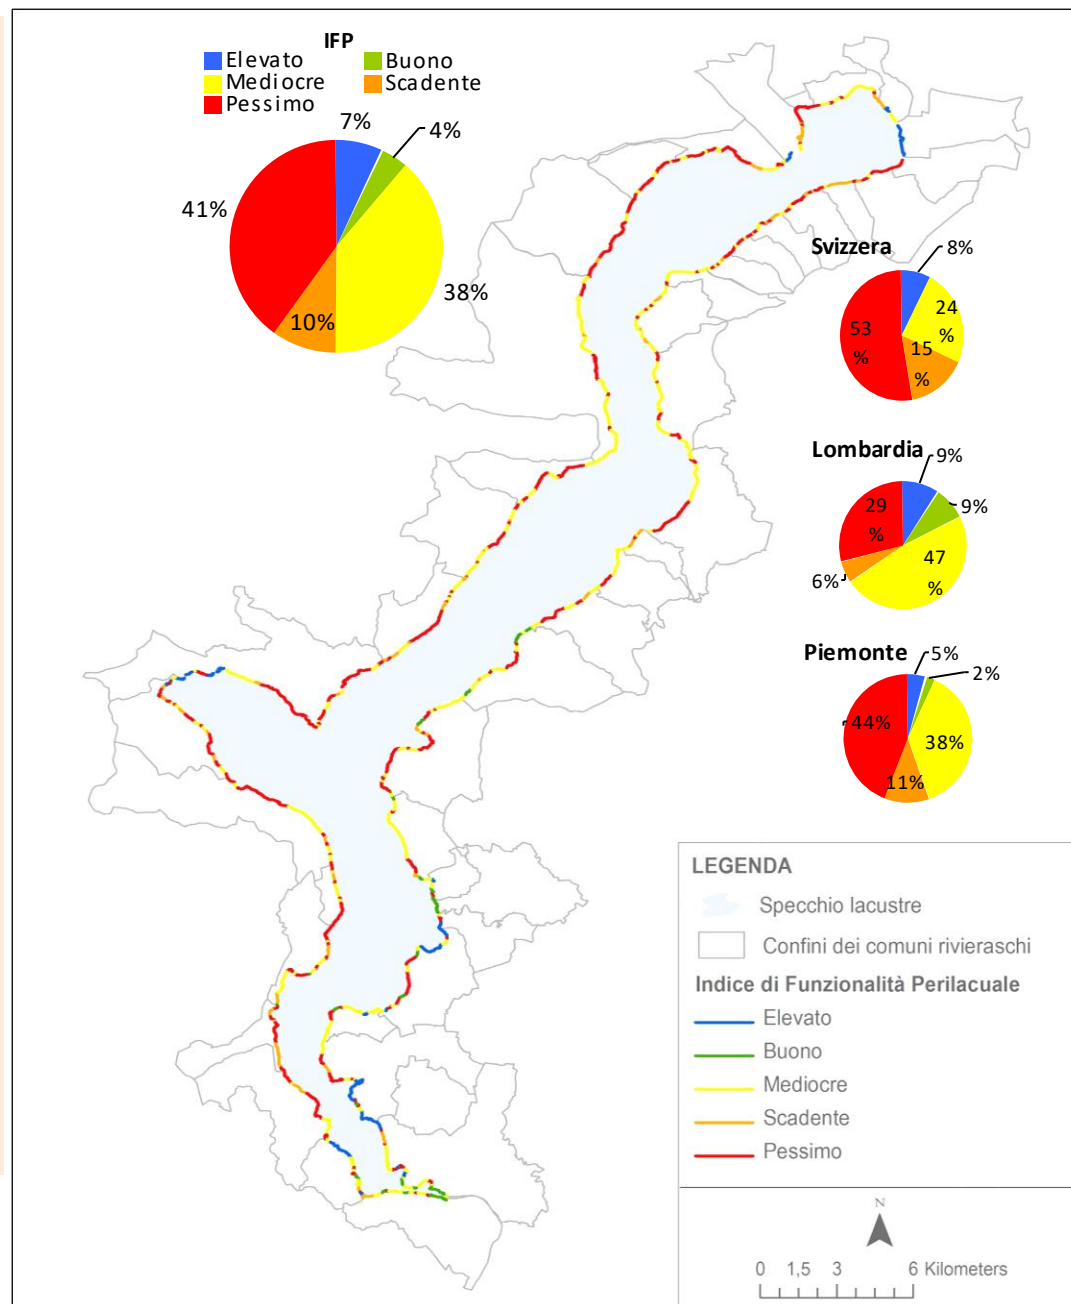 IFP
Elevato Buono
Mediocre Scadente
Pessimo
7%
4%
41%
38%
10%
Svizzera
8%
24
%
53
%
15
%
Lombardia
9%
9%
29
%
47
%
6%
Piemonte
5%
2%
44%
38%
11%
LEGENDA
Specchio lacustre
Confini dei comuni rivieraschi
Indice di Funzionalità Perilacuale
Elevato
Buono
Mediocre
Scadente
Pessimo
N
0 1,5 3 6 Kilometers